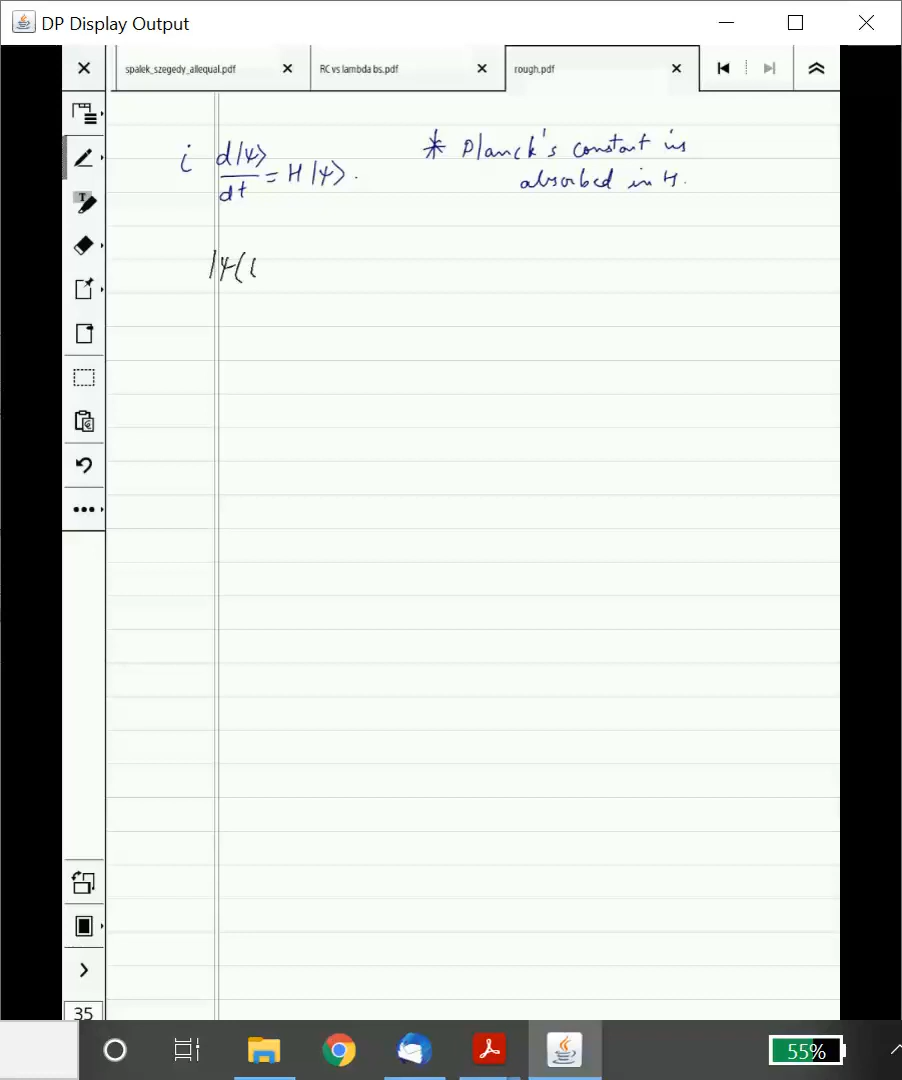 DP Display Output
spalek_szegedy_allequal.pdf
RC vs lambda bs.pdf
rough.pdf
i d|ψ⟩/dt = H|ψ⟩.
* Planck's constant is
absorbed in H.
|ψ(
35
55%